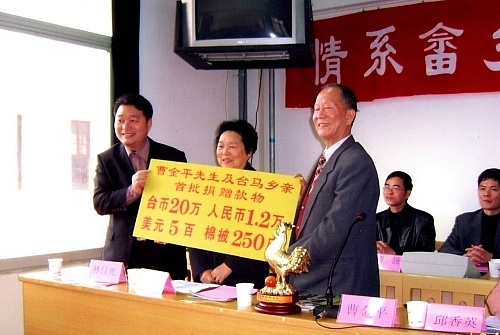 情系畲乡
曹金平先生及台马乡亲
首批捐赠款物
台币20万 人民币1.2万
美元5百 棉被250
曹金平
邱香英